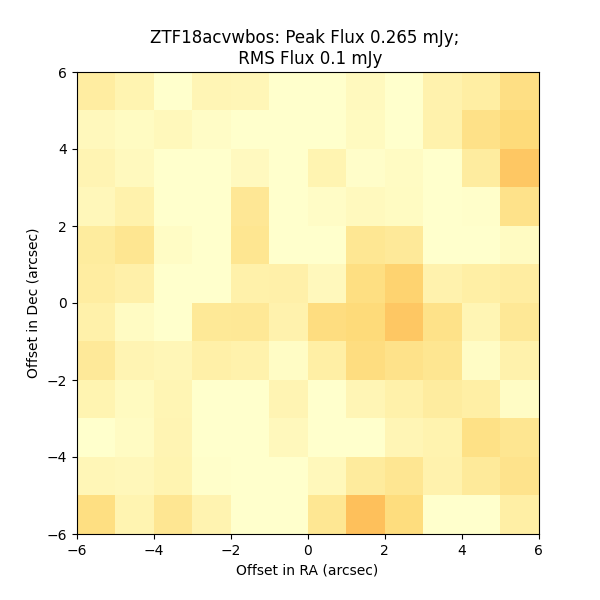 ZTF18acvwbos: Peak Flux 0.265 mJy;
RMS Flux 0.1 mJy
6
4
2
0
−2
−4
−6
Offset in Dec (arcsec)
−6 −4 −2 0 2 4 6
Offset in RA (arcsec)